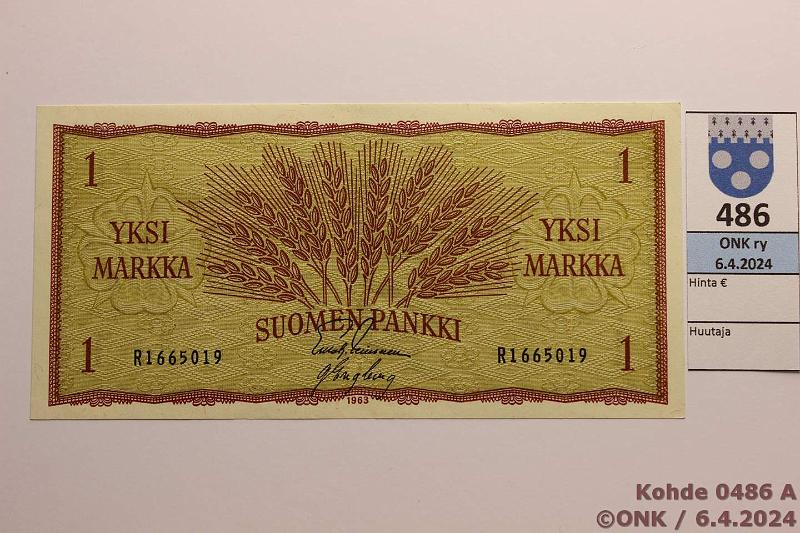 1
1
YKSI
MARKKA
YKSI
MARKKA
SUOMEN PANKKI
1
R1665019
R1665019
1
1963
486
ONK ry
6.4.2024
Hinta €
Huutaja
Kohde 0486 A
©ONK / 6.4.2024